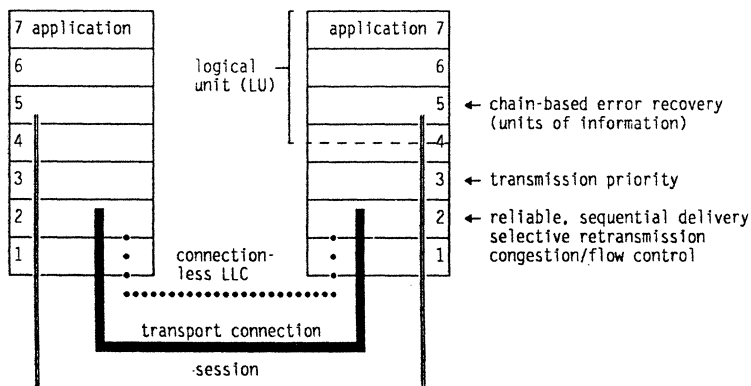 7 application
6
5
4
3
2
1
logical
unit (LU)
application 7
6
5
4
3
2
1
← chain-based error recovery
(units of information)
← transmission priority
← reliable, sequential delivery
selective retransmission
congestion/flow control
connection-
less LLC
transport connection
session